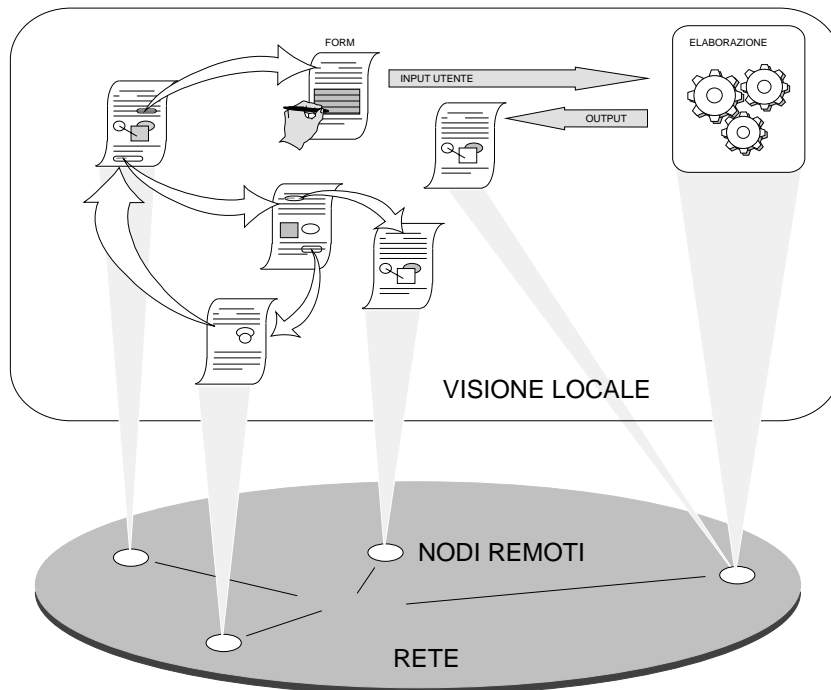 FORM
ELABORAZIONE
INPUT UTENTE
OUTPUT
VISIONE LOCALE
NODI REMOTI
RETE